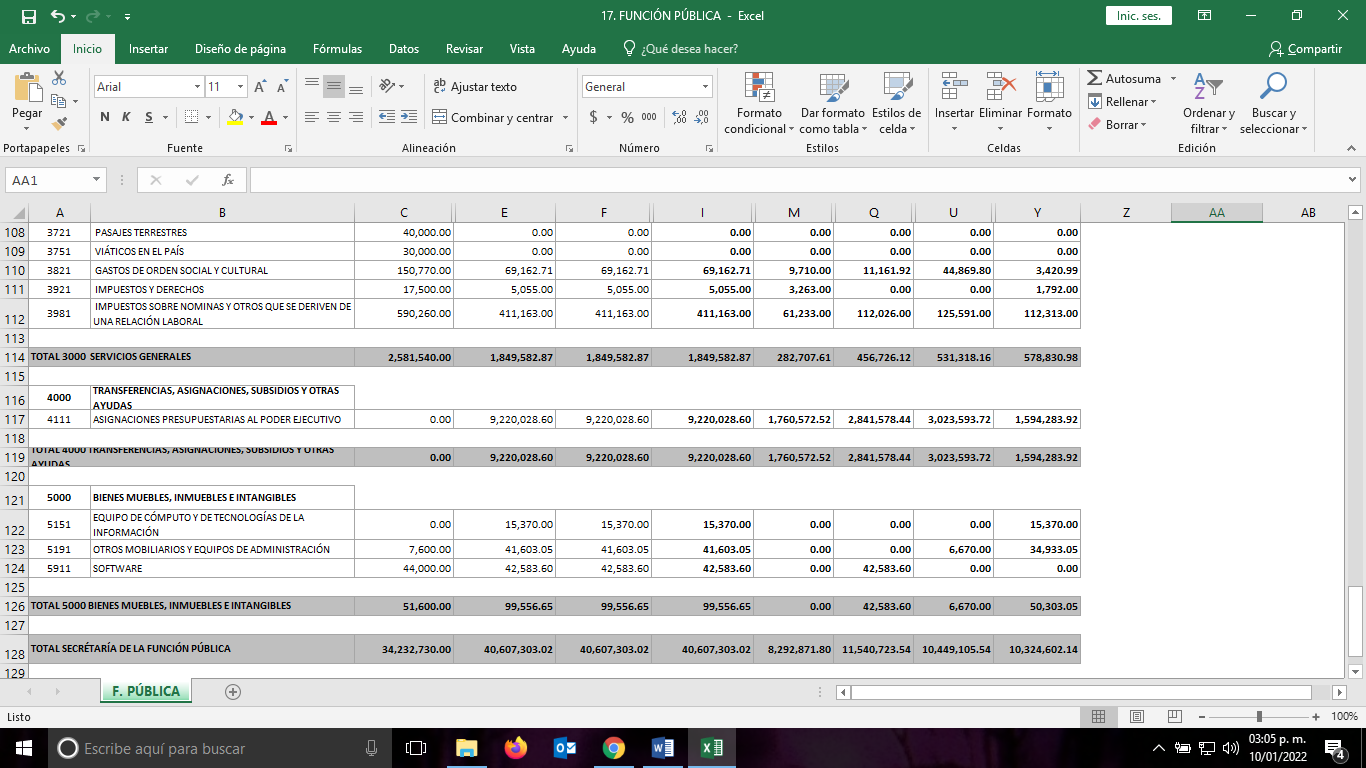 17. FUNCIÓN PÚBLICA - Excel
Inic. ses.
Archivo Inicio Insertar Diseño de página Fórmulas Datos Revisar Vista Ayuda ¿Qué desea hacer? Compartir
Pegar
Arial 11
N K S
Ajustar texto
Combinar y centrar
General
$ % 000
Formato condicional
Dar formato como tabla
Estilos de celda
Insertar Eliminar Formato
Autosuma
Rellenar
Borrar
Ordenar y filtrar
Buscar y seleccionar
Portapapeles Fuente Alineación Número Estilos Celdas Edición
AA1 fx
A B C E F I M Q U Y Z AA AB
108 3721 PASAJES TERRESTRES 40,000.00 0.00 0.00 0.00 0.00 0.00 0.00 0.00
109 3751 VIÁTICOS EN EL PAÍS 30,000.00 0.00 0.00 0.00 0.00 0.00 0.00 0.00
110 3821 GASTOS DE ORDEN SOCIAL Y CULTURAL 150,770.00 69,162.71 69,162.71 69,162.71 9,710.00 11,161.92 44,869.80 3,420.99
111 3921 IMPUESTOS Y DERECHOS 17,500.00 5,055.00 5,055.00 5,055.00 3,263.00 0.00 0.00 1,792.00
112 3981 IMPUESTOS SOBRE NOMINAS Y OTROS QUE SE DERIVEN DE
UNA RELACIÓN LABORAL 590,260.00 411,163.00 411,163.00 411,163.00 61,233.00 112,026.00 125,591.00 112,313.00
113
114 TOTAL 3000 SERVICIOS GENERALES 2,581,540.00 1,849,582.87 1,849,582.87 1,849,582.87 282,707.61 456,726.12 531,318.16 578,830.98
115
116 4000 TRANSFERENCIAS, ASIGNACIONES, SUBSIDIOS Y OTRAS
AYUDAS
117 4111 ASIGNACIONES PRESUPUESTARIAS AL PODER EJECUTIVO 0.00 9,220,028.60 9,220,028.60 9,220,028.60 1,760,572.52 2,841,578.44 3,023,593.72 1,594,283.92
118
119 TOTAL 4000 TRANSFERENCIAS, ASIGNACIONES, SUBSIDIOS Y OTRAS
AYUDAS 0.00 9,220,028.60 9,220,028.60 9,220,028.60 1,760,572.52 2,841,578.44 3,023,593.72 1,594,283.92
120
121 5000 BIENES MUEBLES, INMUEBLES E INTANGIBLES
122 5151 EQUIPO DE CÓMPUTO Y DE TECNOLOGÍAS DE LA
INFORMACIÓN 0.00 15,370.00 15,370.00 15,370.00 0.00 0.00 0.00 15,370.00
123 5191 OTROS MOBILIARIOS Y EQUIPOS DE ADMINISTRACIÓN 7,600.00 41,603.05 41,603.05 41,603.05 0.00 0.00 6,670.00 34,933.05
124 5911 SOFTWARE 44,000.00 42,583.60 42,583.60 42,583.60 0.00 42,583.60 0.00 0.00
125
126 TOTAL 5000 BIENES MUEBLES, INMUEBLES E INTANGIBLES 51,600.00 99,556.65 99,556.65 99,556.65 0.00 42,583.60 6,670.00 50,303.05
127
128 TOTAL SECRÉTARÍA DE LA FUNCIÓN PÚBLICA 34,232,730.00 40,607,303.02 40,607,303.02 40,607,303.02 8,292,871.80 11,540,723.54 10,449,105.54 10,324,602.14
129
F. PÚBLICA
Listo 100%
Escribe aquí para buscar
03:05 p. m.
10/01/2022
4